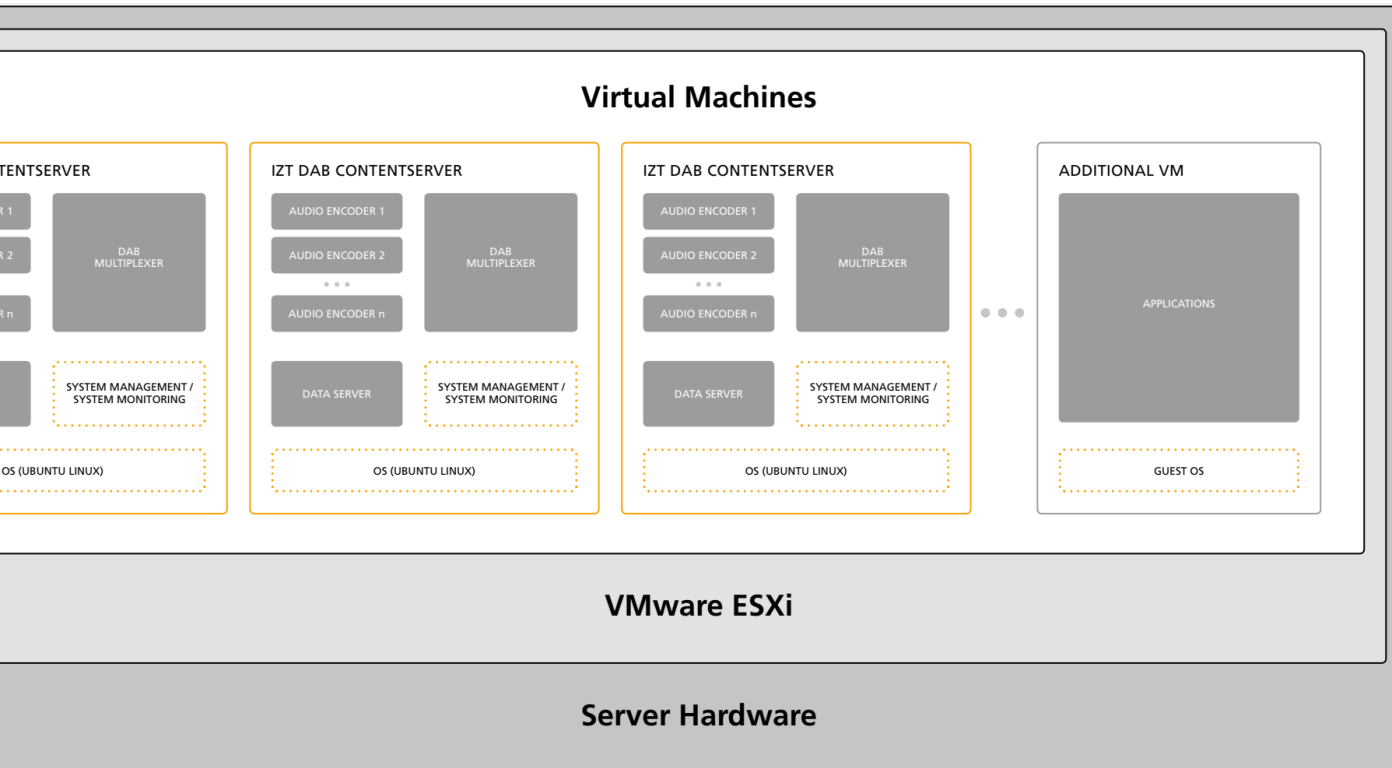 Virtual Machines
TENTSERVER
R 1
R 2
R n
DAB
MULTIPLEXER
SYSTEM MANAGEMENT /
SYSTEM MONITORING
OS (UBUNTU LINUX)
IZT DAB CONTENTSERVER
AUDIO ENCODER 1
AUDIO ENCODER 2
AUDIO ENCODER n
DAB
MULTIPLEXER
DATA SERVER
SYSTEM MANAGEMENT /
SYSTEM MONITORING
OS (UBUNTU LINUX)
IZT DAB CONTENTSERVER
AUDIO ENCODER 1
AUDIO ENCODER 2
AUDIO ENCODER n
DAB
MULTIPLEXER
DATA SERVER
SYSTEM MANAGEMENT /
SYSTEM MONITORING
OS (UBUNTU LINUX)
ADDITIONAL VM
APPLICATIONS
GUEST OS
VMware ESXi
Server Hardware